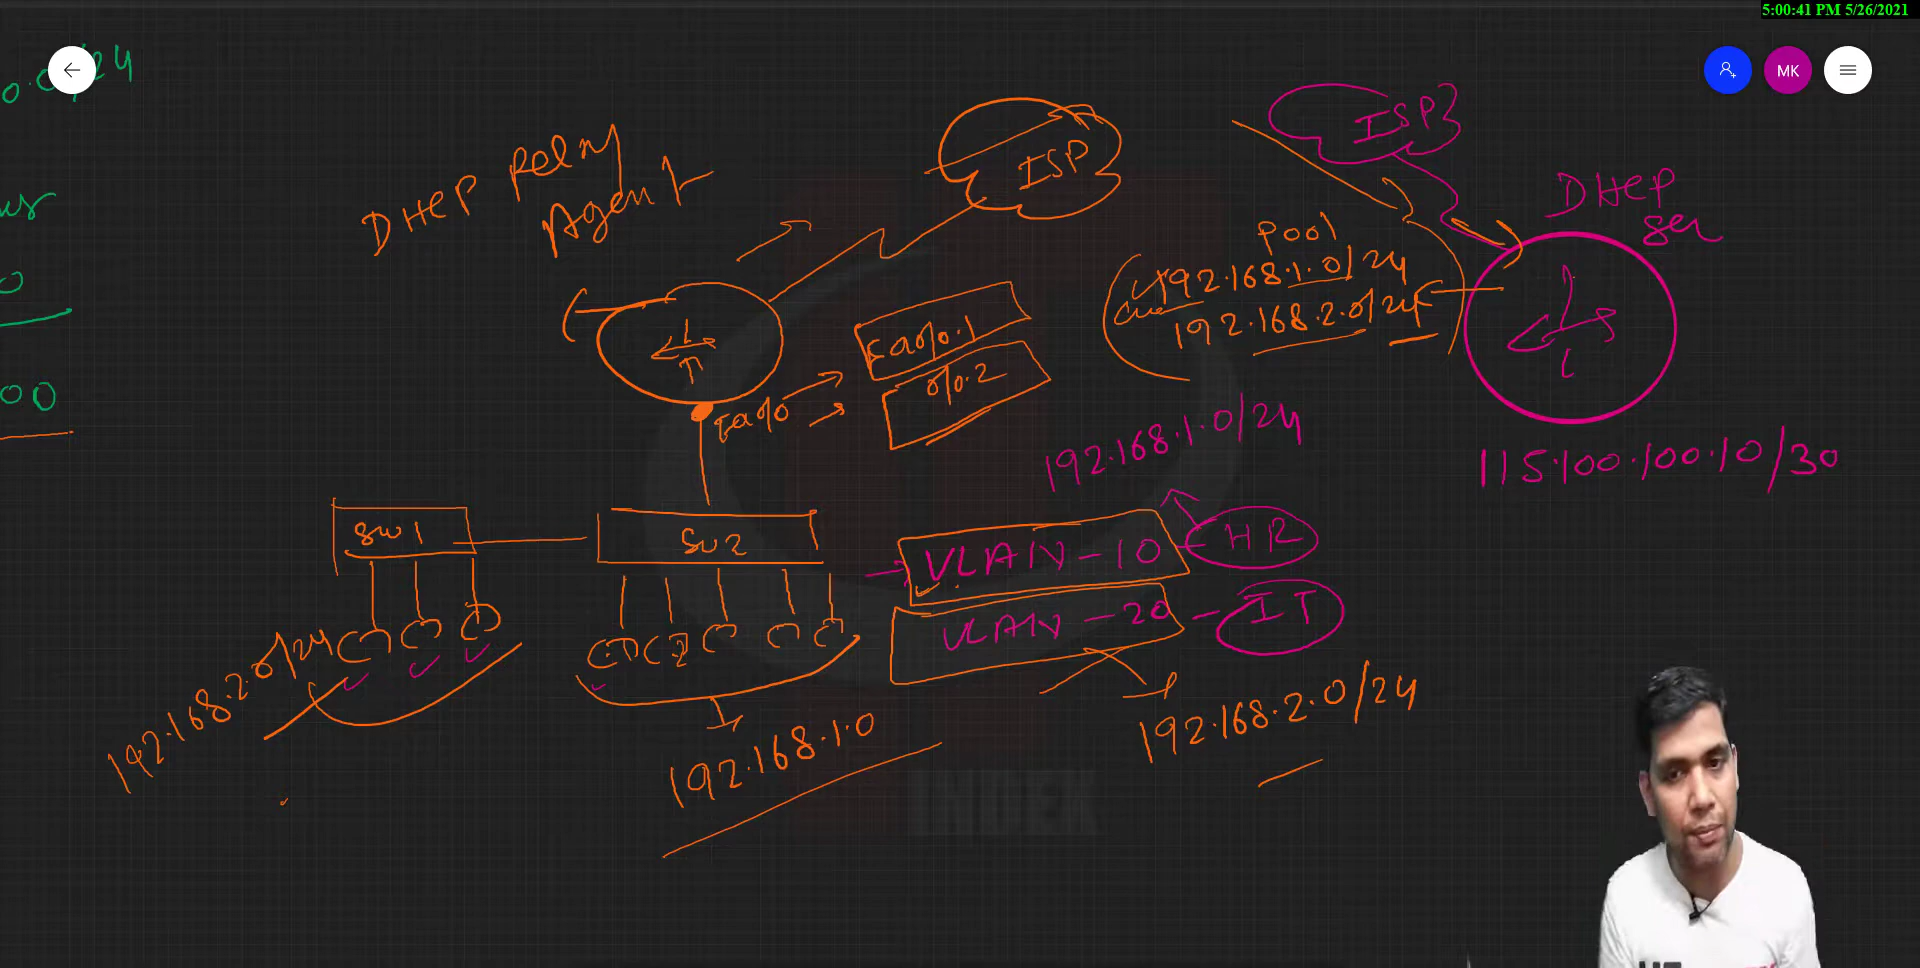 5:00:41 PM 5/26/2021
MK
ISP
ISP
DHCP Relay
Agent
DHCP
Ser
Pool
192.168.1.0/24
192.168.2.0/24
Fa0/0.1
0/0.2
Fa0/0
192.168.1.0/24
115.100.100.10/30
SW1
SW2
VLAN-10
HR
VLAN-20
IT
192.168.2.0/24
192.168.1.0
192.168.2.0/24
00